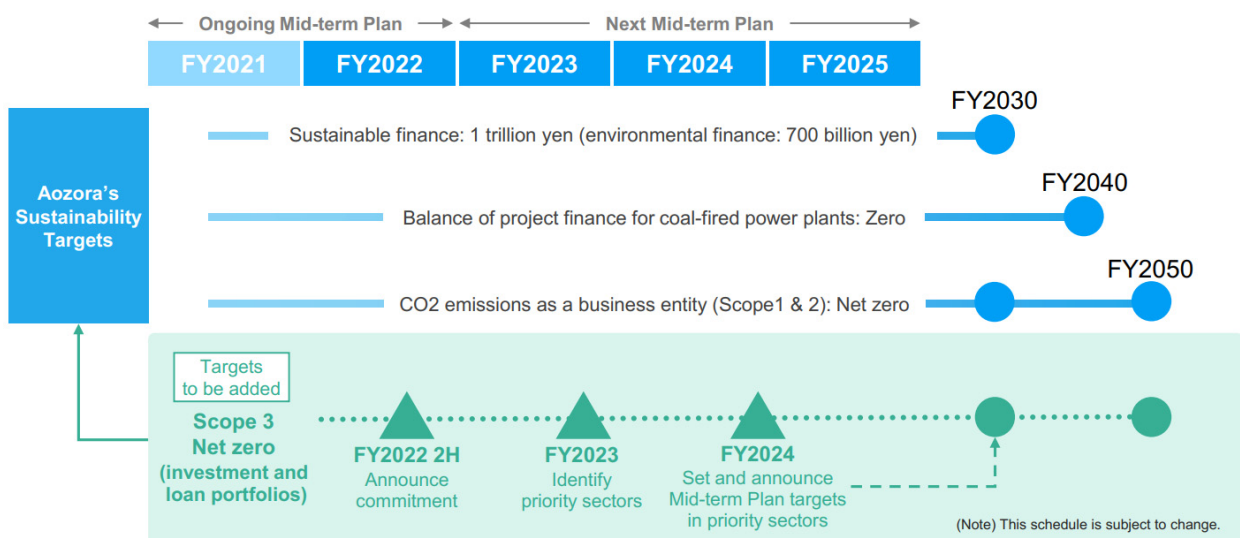 Ongoing Mid-term Plan
Next Mid-term Plan
FY2021
FY2022
FY2023
FY2024
FY2025
Aozora's
Sustainability
Targets
FY2030
Sustainable finance: 1 trillion yen (environmental finance: 700 billion yen)
FY2040
Balance of project finance for coal-fired power plants: Zero
FY2050
CO2 emissions as a business entity (Scope1 & 2): Net zero
Targets
to be added
Scope 3
Net zero
(investment and
loan portfolios)
FY2022 2H
Announce
commitment
FY2023
Identify
priority sectors
FY2024
Set and announce
Mid-term Plan targets
in priority sectors
(Note) This schedule is subject to change.